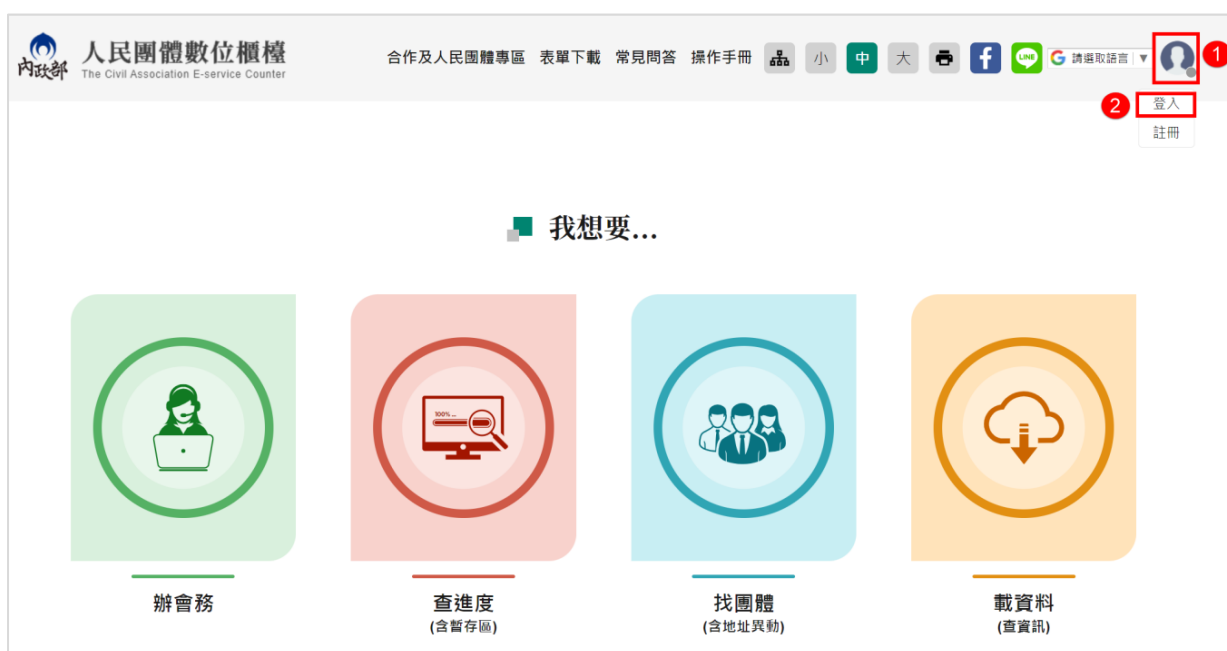 內政部
人民團體數位櫃檯
The Civil Association E-service Counter
合作及人民團體專區 表單下載 常見問答 操作手冊 小 中 大 f LINE G 請選取語言 ▼ 1
2 登入
註冊
我想要...
100%...
辦會務 查進度 找團體 載資料
(含暫存區) (含地址異動) (查資訊)